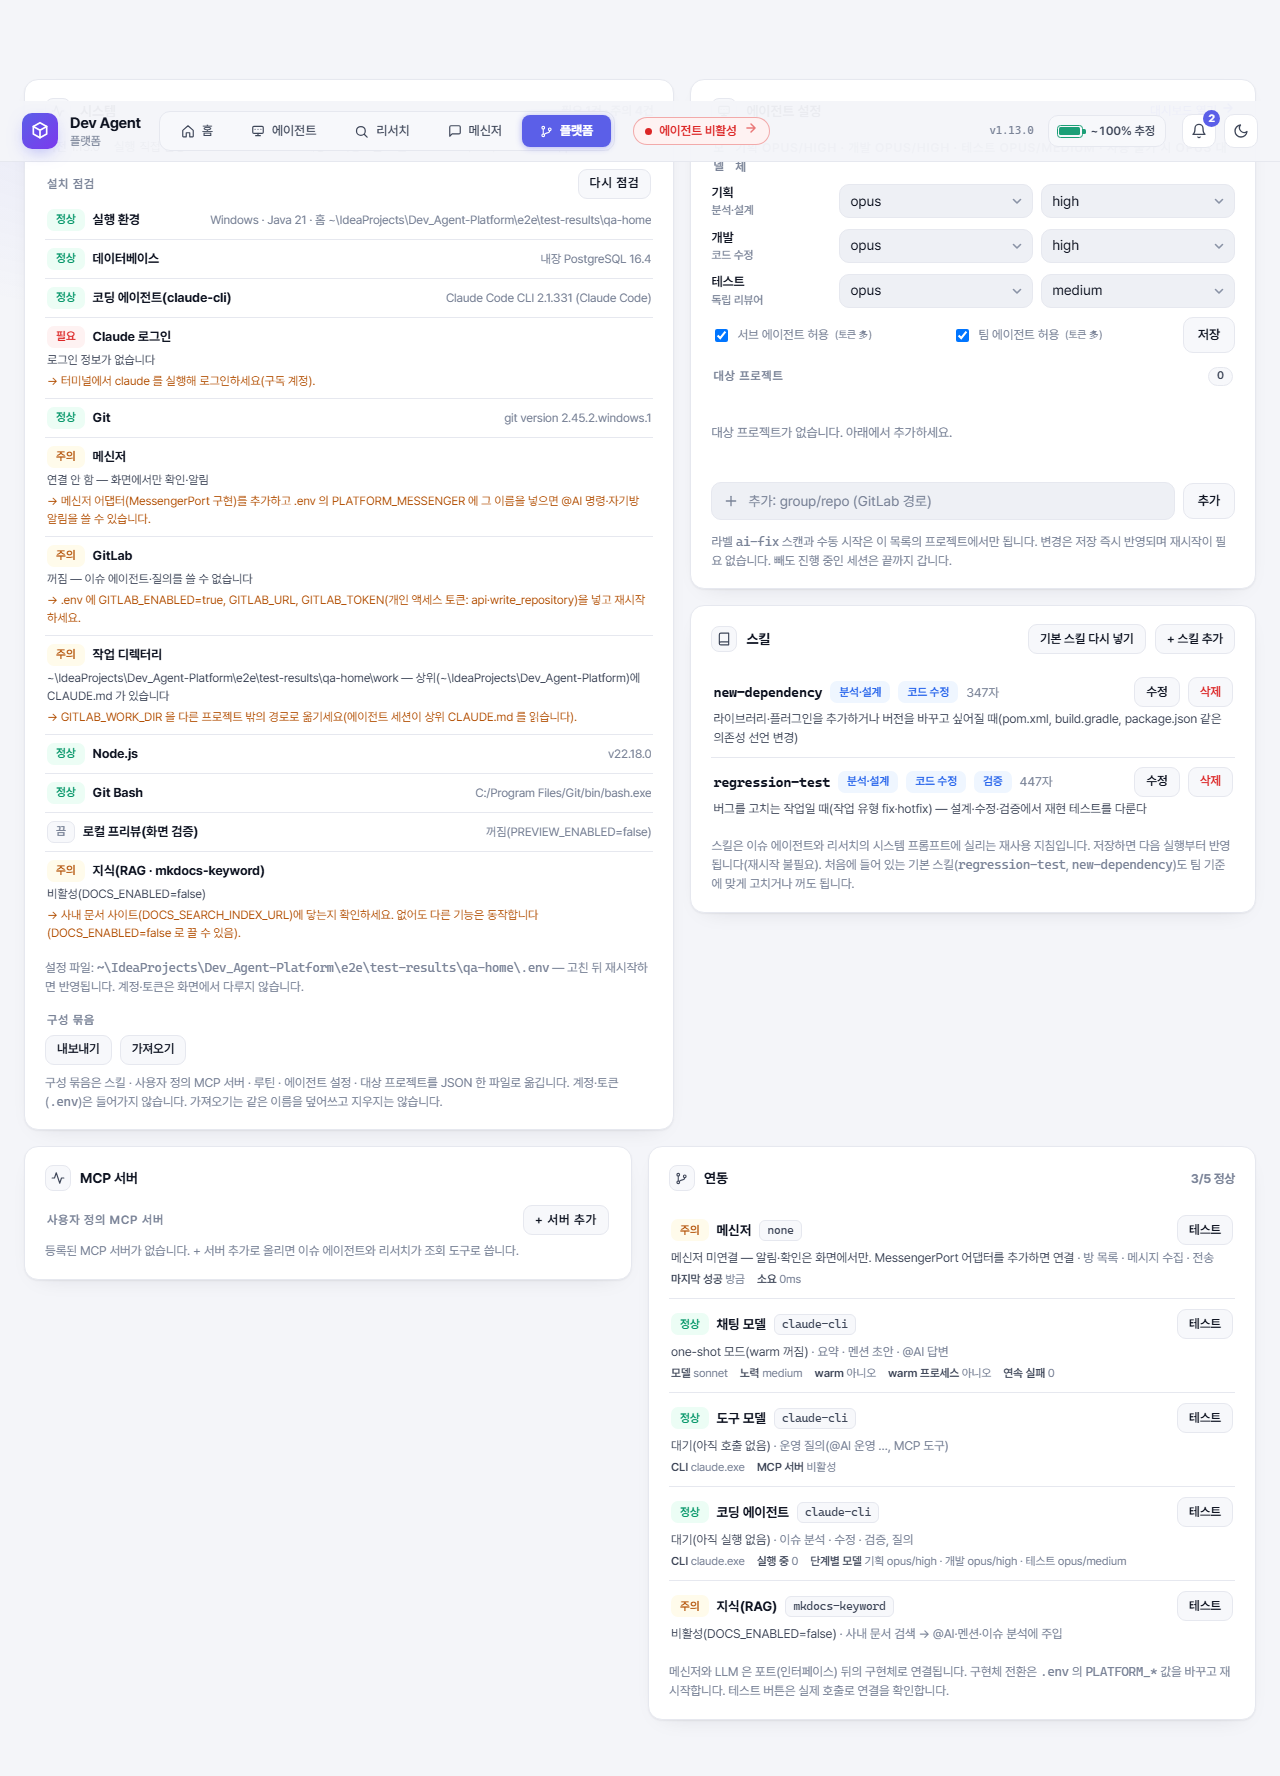 Dev Agent
플랫폼
홈
에이전트
리서치
메신저
플랫폼
에이전트 비활성 →
v1.13.0
~100% 추정
2
설치 점검
다시 점검
정상 실행 환경 Windows · Java 21 · 홈 ~\IdeaProjects\Dev_Agent-Platform\e2e\test-results\qa-home
정상 데이터베이스 내장 PostgreSQL 16.4
정상 코딩 에이전트(claude-cli) Claude Code CLI 2.1.331 (Claude Code)
필요 Claude 로그인
로그인 정보가 없습니다
→ 터미널에서 claude 를 실행해 로그인하세요(구독 계정).
정상 Git git version 2.45.2.windows.1
주의 메신저
연결 안 함 — 화면에서만 확인·알림
→ 메신저 어댑터(MessengerPort 구현)를 추가하고 .env 의 PLATFORM_MESSENGER 에 그 이름을 넣으면 @AI 명령·자기방
알림을 쓸 수 있습니다.
주의 GitLab
꺼짐 — 이슈 에이전트·질의를 쓸 수 없습니다
→ .env 에 GITLAB_ENABLED=true, GITLAB_URL, GITLAB_TOKEN(개인 액세스 토큰: api·write_repository)을 넣고 재시작
하세요.
주의 작업 디렉터리
~\IdeaProjects\Dev_Agent-Platform\e2e\test-results\qa-home\work — 상위(~\IdeaProjects\Dev_Agent-Platform)에
CLAUDE.md 가 있습니다
→ GITLAB_WORK_DIR 을 다른 프로젝트 밖의 경로로 옮기세요(에이전트 세션이 상위 CLAUDE.md 를 읽습니다).
정상 Node.js v22.18.0
정상 Git Bash C:/Program Files/Git/bin/bash.exe
끔 로컬 프리뷰(화면 검증) 꺼짐(PREVIEW_ENABLED=false)
주의 지식(RAG · mkdocs-keyword)
비활성(DOCS_ENABLED=false)
→ 사내 문서 사이트(DOCS_SEARCH_INDEX_URL)에 닿는지 확인하세요. 없어도 다른 기능은 동작합니다
(DOCS_ENABLED=false 로 끌 수 있음).
설정 파일: ~\IdeaProjects\Dev_Agent-Platform\e2e\test-results\qa-home\.env — 고친 뒤 재시작하
면 반영됩니다. 계정·토큰은 화면에서 다루지 않습니다.
구성 묶음
내보내기 가져오기
구성 묶음은 스킬 · 사용자 정의 MCP 서버 · 루틴 · 에이전트 설정 · 대상 프로젝트를 JSON 한 파일로 옮깁니다. 계정·토큰
(.env)은 들어가지 않습니다. 가져오기는 같은 이름을 덮어쓰고 지우지는 않습니다.
델 체
기획 opus high
분석·설계
개발 opus high
코드 수정
테스트 opus medium
독립 리뷰어
서브 에이전트 허용 (토큰 多) 팀 에이전트 허용 (토큰 多) 저장
대상 프로젝트 0
대상 프로젝트가 없습니다. 아래에서 추가하세요.
추가: group/repo (GitLab 경로) 추가
라벨 ai-fix 스캔과 수동 시작은 이 목록의 프로젝트에서만 됩니다. 변경은 저장 즉시 반영되며 재시작이 필
요 없습니다. 빼도 진행 중인 세션은 끝까지 갑니다.
스킬 기본 스킬 다시 넣기 + 스킬 추가
new-dependency 분석·설계 코드 수정 347자 수정 삭제
라이브러리·플러그인을 추가하거나 버전을 바꾸고 싶어질 때(pom.xml, build.gradle, package.json 같은
의존성 선언 변경)
regression-test 분석·설계 코드 수정 검증 447자 수정 삭제
버그를 고치는 작업일 때(작업 유형 fix·hotfix) — 설계·수정·검증에서 재현 테스트를 다룬다
스킬은 이슈 에이전트와 리서치의 시스템 프롬프트에 실리는 재사용 지침입니다. 저장하면 다음 실행부터 반영
됩니다(재시작 불필요). 처음에 들어 있는 기본 스킬(regression-test, new-dependency)도 팀 기준
에 맞게 고치거나 꺼도 됩니다.
MCP 서버
사용자 정의 MCP 서버 + 서버 추가
등록된 MCP 서버가 없습니다. + 서버 추가로 올리면 이슈 에이전트와 리서치가 조회 도구로 씁니다.
연동 3/5 정상
주의 메신저 none 테스트
메신저 미연결 — 알림·확인은 화면에서만. MessengerPort 어댑터를 추가하면 연결 · 방 목록 · 메시지 수집 · 전송
마지막 성공 방금 소요 0ms
정상 채팅 모델 claude-cli 테스트
one-shot 모드(warm 꺼짐) · 요약 · 멘션 초안 · @AI 답변
모델 sonnet 노력 medium warm 아니오 warm 프로세스 아니오 연속 실패 0
정상 도구 모델 claude-cli 테스트
대기(아직 호출 없음) · 운영 질의(@AI 운영 …, MCP 도구)
CLI claude.exe MCP 서버 비활성
정상 코딩 에이전트 claude-cli 테스트
대기(아직 실행 없음) · 이슈 분석 · 수정 · 검증, 질의
CLI claude.exe 실행 중 0 단계별 모델 기획 opus/high · 개발 opus/high · 테스트 opus/medium
주의 지식(RAG) mkdocs-keyword 테스트
비활성(DOCS_ENABLED=false) · 사내 문서 검색 → @AI·멘션·이슈 분석에 주입
메신저와 LLM 은 포트(인터페이스) 뒤의 구현체로 연결됩니다. 구현체 전환은 .env 의 PLATFORM_* 값을 바꾸고 재
시작합니다. 테스트 버튼은 실제 호출로 연결을 확인합니다.